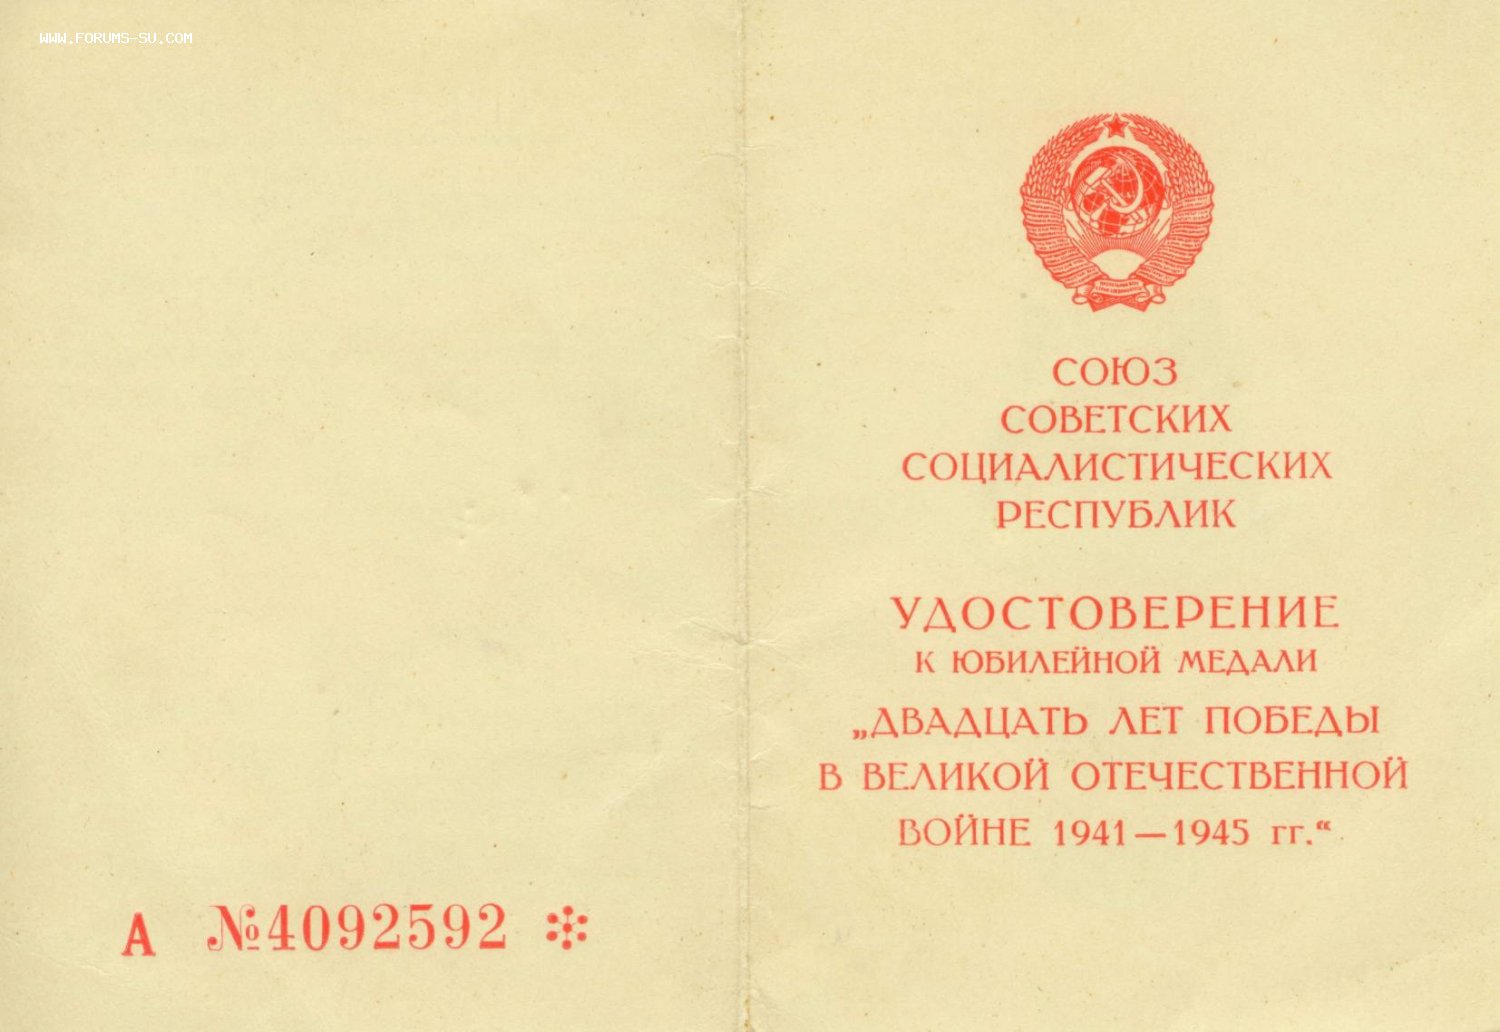 WWW.FORUMS-SU.COM
А №4092592 *
СОЮЗ
СОВЕТСКИХ
СОЦИАЛИСТИЧЕСКИХ
РЕСПУБЛИК
УДОСТОВЕРЕНИЕ
К ЮБИЛЕЙНОЙ МЕДАЛИ
„ДВАДЦАТЬ ЛЕТ ПОБЕДЫ
В ВЕЛИКОЙ ОТЕЧЕСТВЕННОЙ
ВОЙНЕ 1941—1945 гг.“